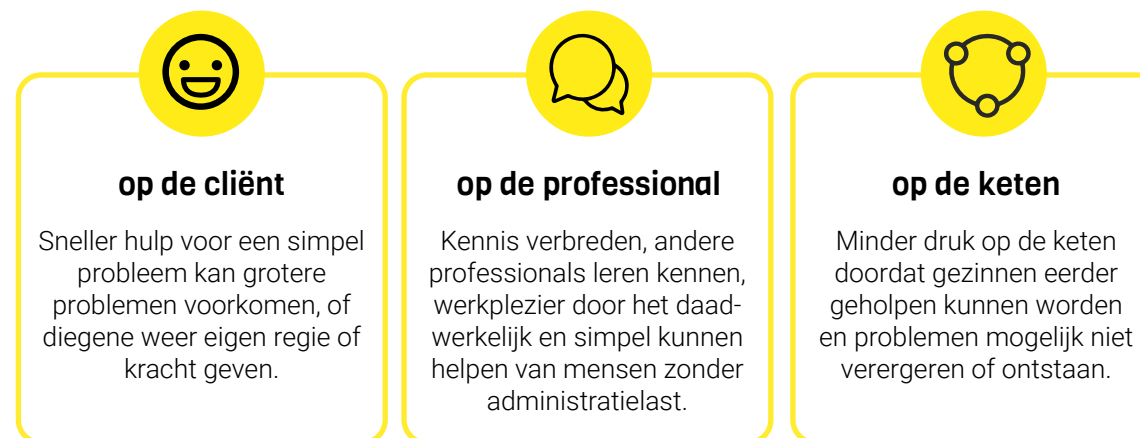 op de cliënt
Sneller hulp voor een simpel
probleem kan grotere
problemen voorkomen, of
diegene weer eigen regie of
kracht geven.
op de professional
Kennis verbreden, andere
professionals leren kennen,
werkplezier door het daad-
werkelijk en simpel kunnen
helpen van mensen zonder
administratielast.
op de keten
Minder druk op de keten
doordat gezinnen eerder
geholpen kunnen worden
en problemen mogelijk niet
verergeren of ontstaan.